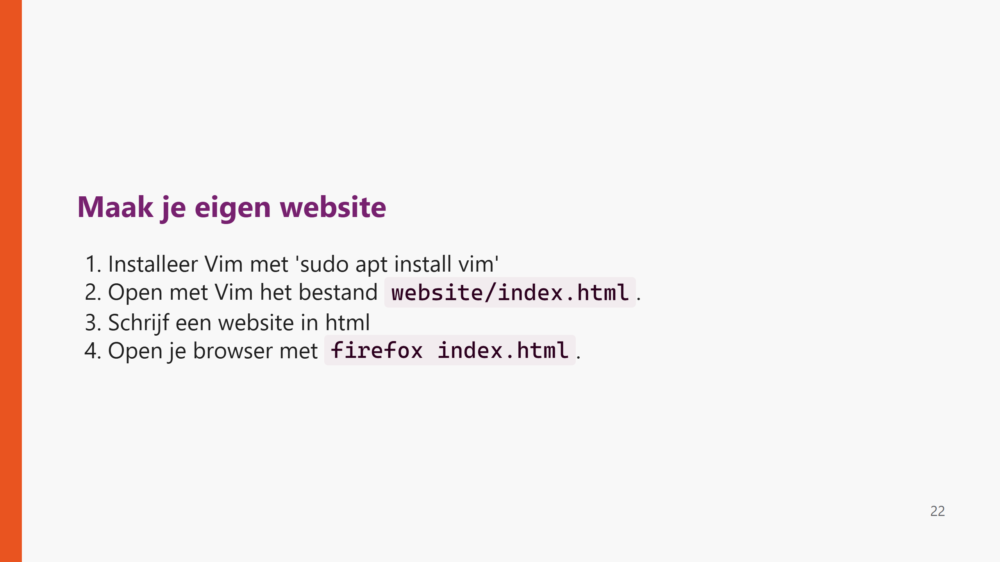 Maak je eigen website
1. Installeer Vim met 'sudo apt install vim'
2. Open met Vim het bestand website/index.html.
3. Schrijf een website in html
4. Open je browser met firefox index.html.
22